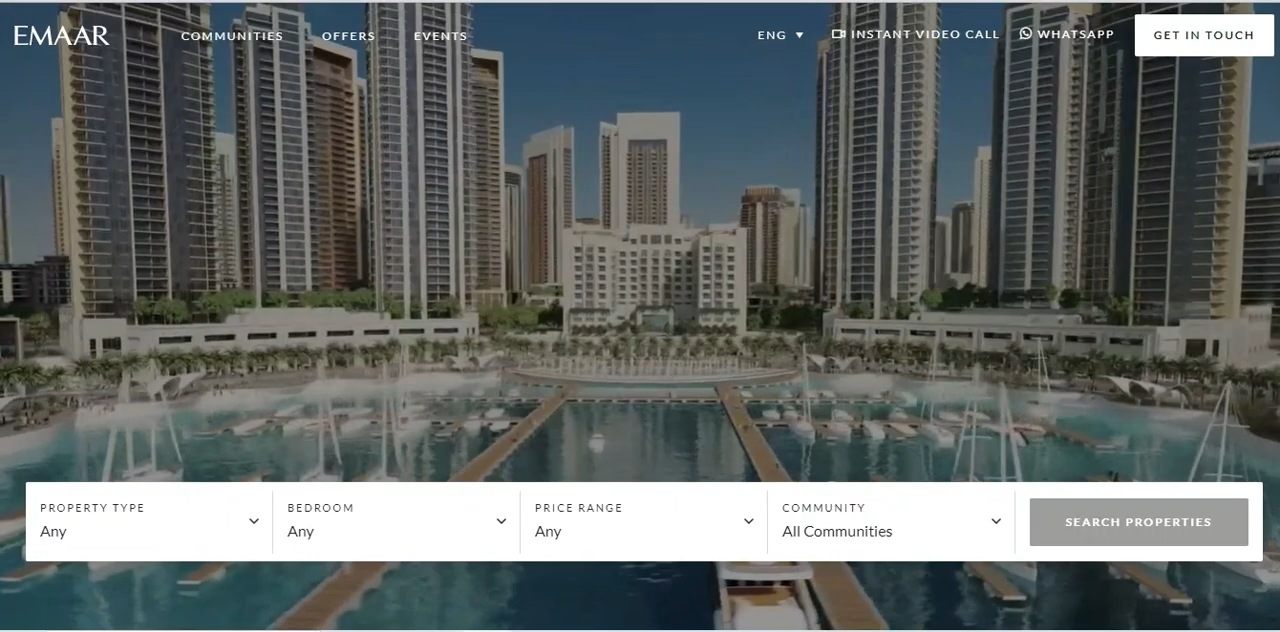 EMAAR
COMMUNITIES OFFERS EVENTS
ENG INSTANT VIDEO CALL WHATSAPP GET IN TOUCH
PROPERTY TYPE
Any
BEDROOM
Any
PRICE RANGE
Any
COMMUNITY
All Communities
SEARCH PROPERTIES